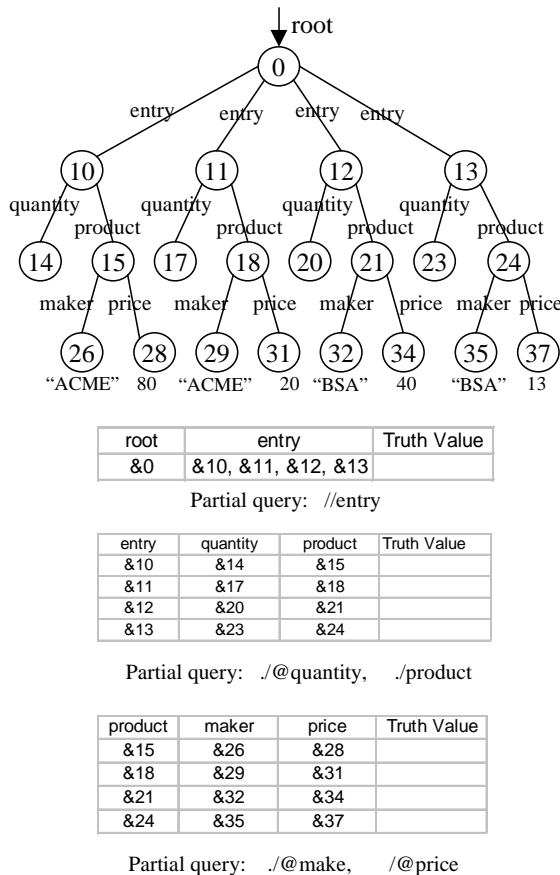 root
0
entry entry entry entry
10 11 12 13
quantity quantity quantity quantity
product product product product
14 15 17 18 20 21 23 24
maker price maker price maker price maker price
26 28 29 31 32 34 35 37
“ACME” 80 “ACME” 20 “BSA” 40 “BSA” 13
root entry Truth Value
&0 &10, &11, &12, &13
Partial query: //entry
entry quantity product Truth Value
&10 &14 &15
&11 &17 &18
&12 &20 &21
&13 &23 &24
Partial query: ./@quantity, ./product
product maker price Truth Value
&15 &26 &28
&18 &29 &31
&21 &32 &34
&24 &35 &37
Partial query: ./@make, /@price